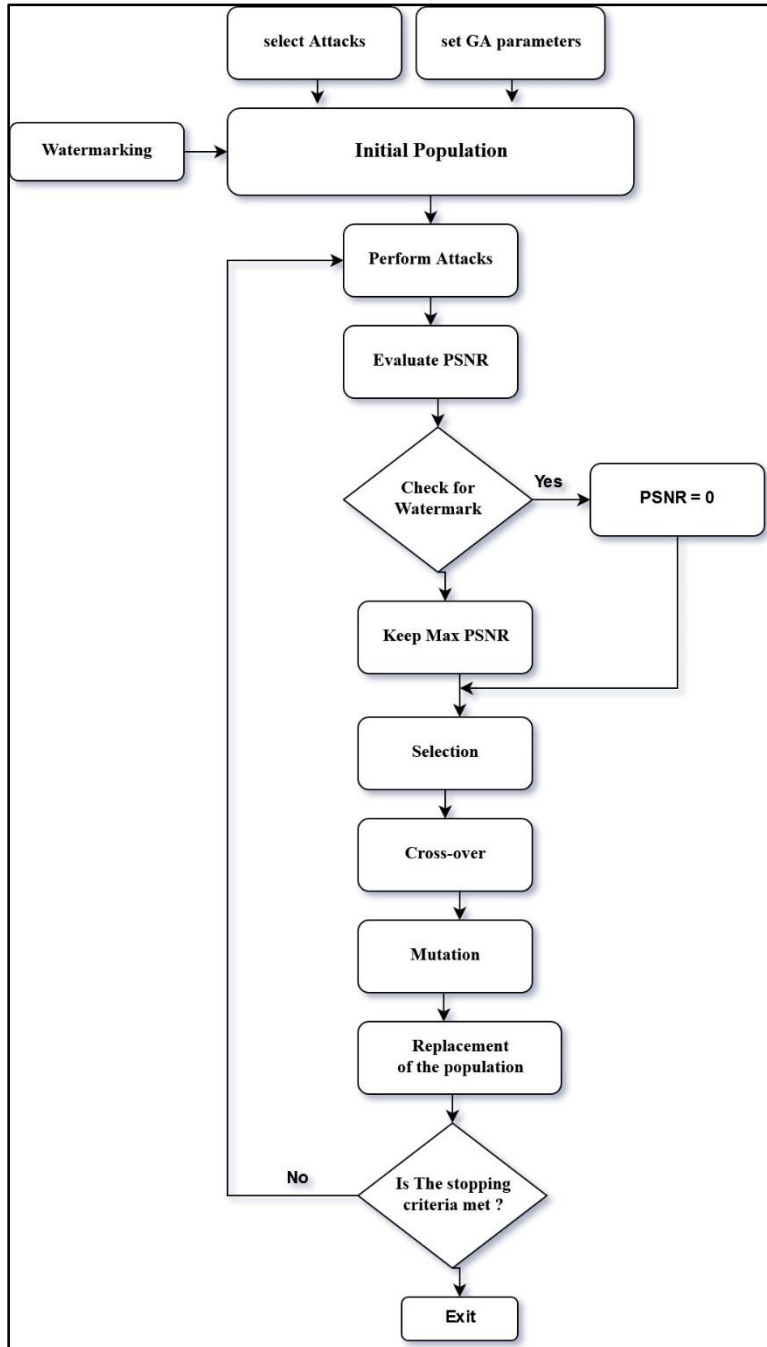 select Attacks
set GA parameters
Watermarking
Initial Population
Perform Attacks
Evaluate PSNR
Check for
Watermark
Yes
PSNR = 0
Keep Max PSNR
Selection
Cross-over
Mutation
Replacement
of the population
No
Is The stopping
criteria met ?
Exit